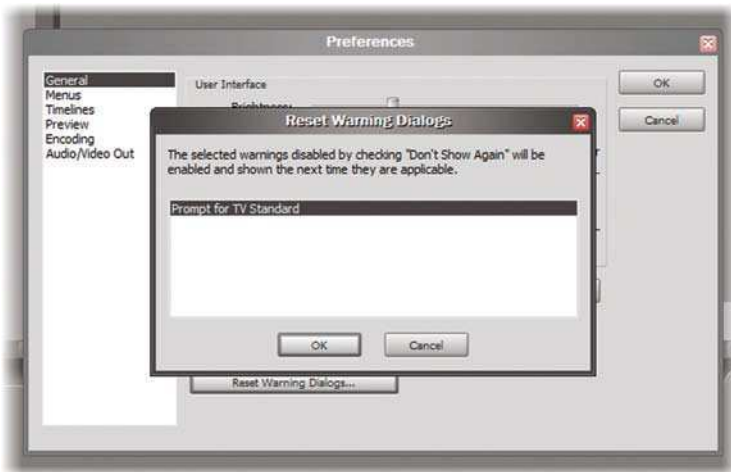 Preferences
General
Menus
Timelines
Preview
Encoding
Audio/Video Out
User Interface
Brightness:
OK
Cancel
Reset Warning Dialogs
The selected warnings disabled by checking "Don't Show Again" will be
enabled and shown the next time they are applicable.
Prompt for TV Standard
OK
Cancel
Reset Warning Dialogs...